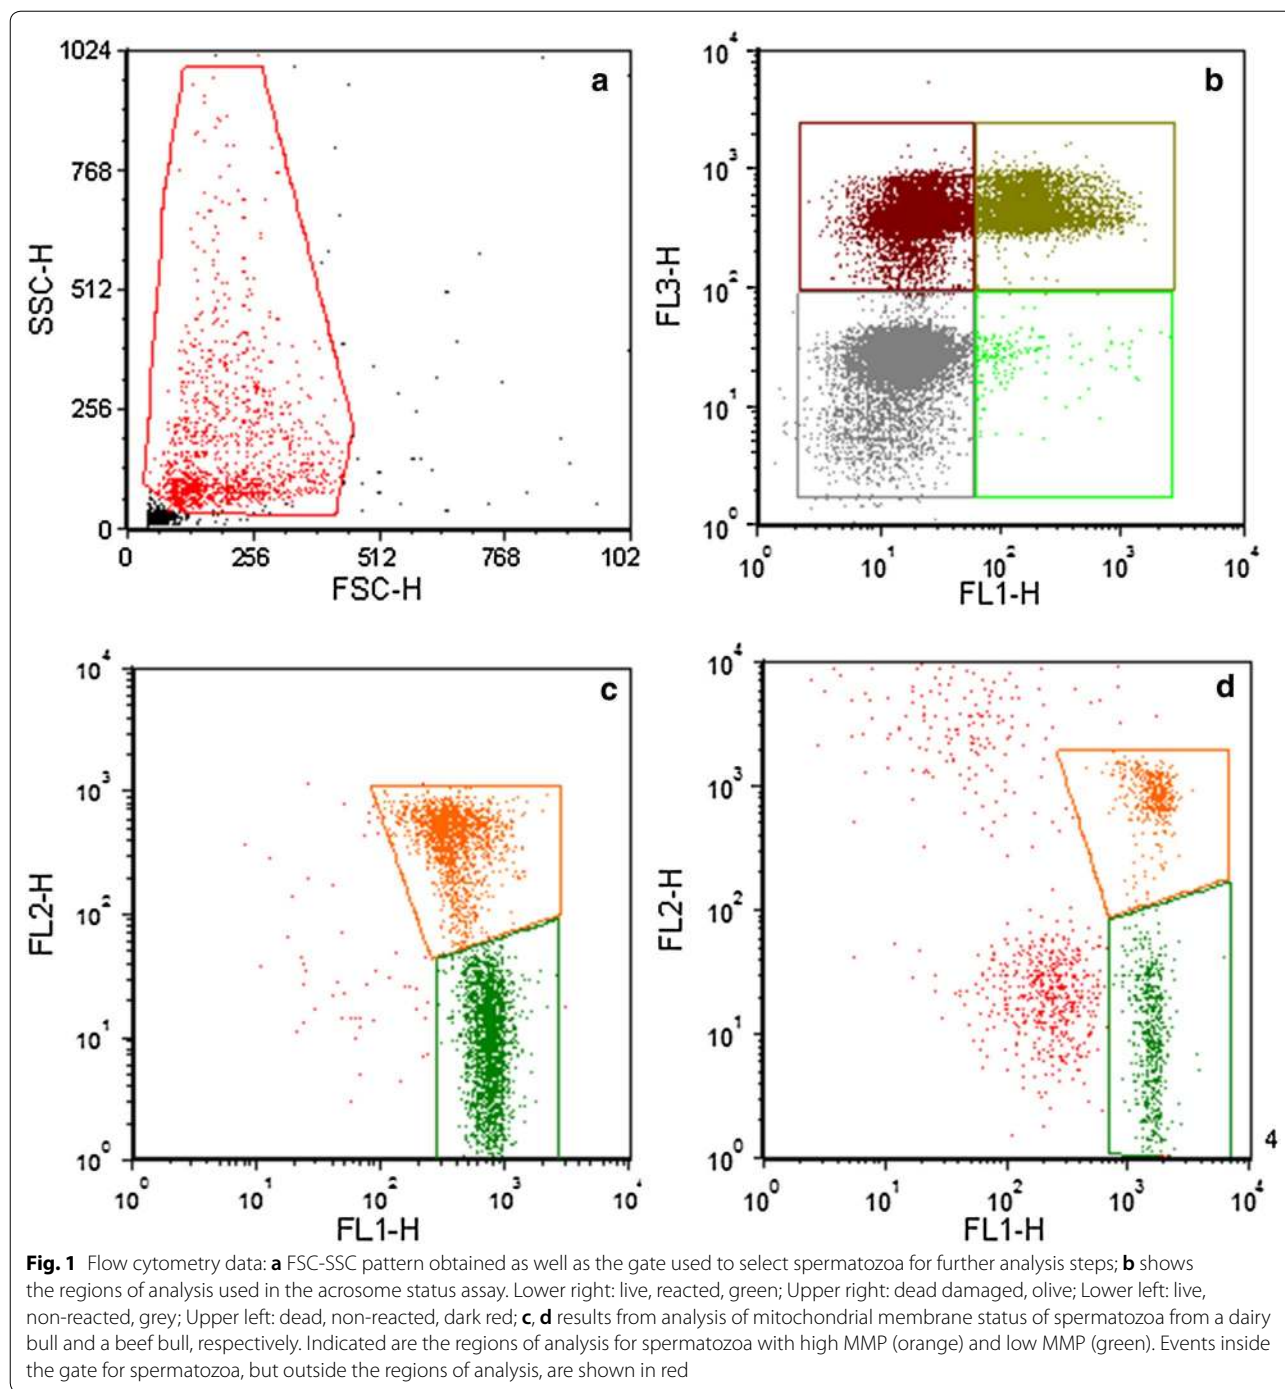 a
1024
768
512
256
0
SSC-H
0 256 512 768 102
FSC-H
b
10^4
10^3
10^2
10^1
10^0
FL3-H
10^0 10^1 10^2 10^3 10^4
FL1-H
c
10^4
10^3
10^2
10^1
10^0
FL2-H
10^0 10^1 10^2 10^3 10^4
FL1-H
d
10^4
10^3
10^2
10^1
10^0
FL2-H
10^0 10^1 10^2 10^3 10^4
FL1-H
4
Fig. 1 Flow cytometry data: a FSC-SSC pattern obtained as well as the gate used to select spermatozoa for further analysis steps; b shows
the regions of analysis used in the acrosome status assay. Lower right: live, reacted, green; Upper right: dead damaged, olive; Lower left: live,
non-reacted, grey; Upper left: dead, non-reacted, dark red; c, d results from analysis of mitochondrial membrane status of spermatozoa from a dairy
bull and a beef bull, respectively. Indicated are the regions of analysis for spermatozoa with high MMP (orange) and low MMP (green). Events inside
the gate for spermatozoa, but outside the regions of analysis, are shown in red